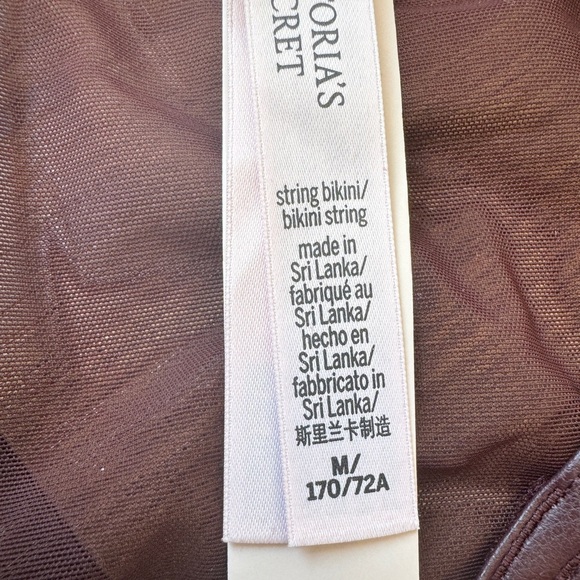 TORIA'S
CRET
string bikini/
bikini string
made in
Sri Lanka/
fabriqué au
Sri Lanka/
hecho en
Sri Lanka/
fabbricato in
Sri Lanka/
斯里兰卡制造
M/
170/72A